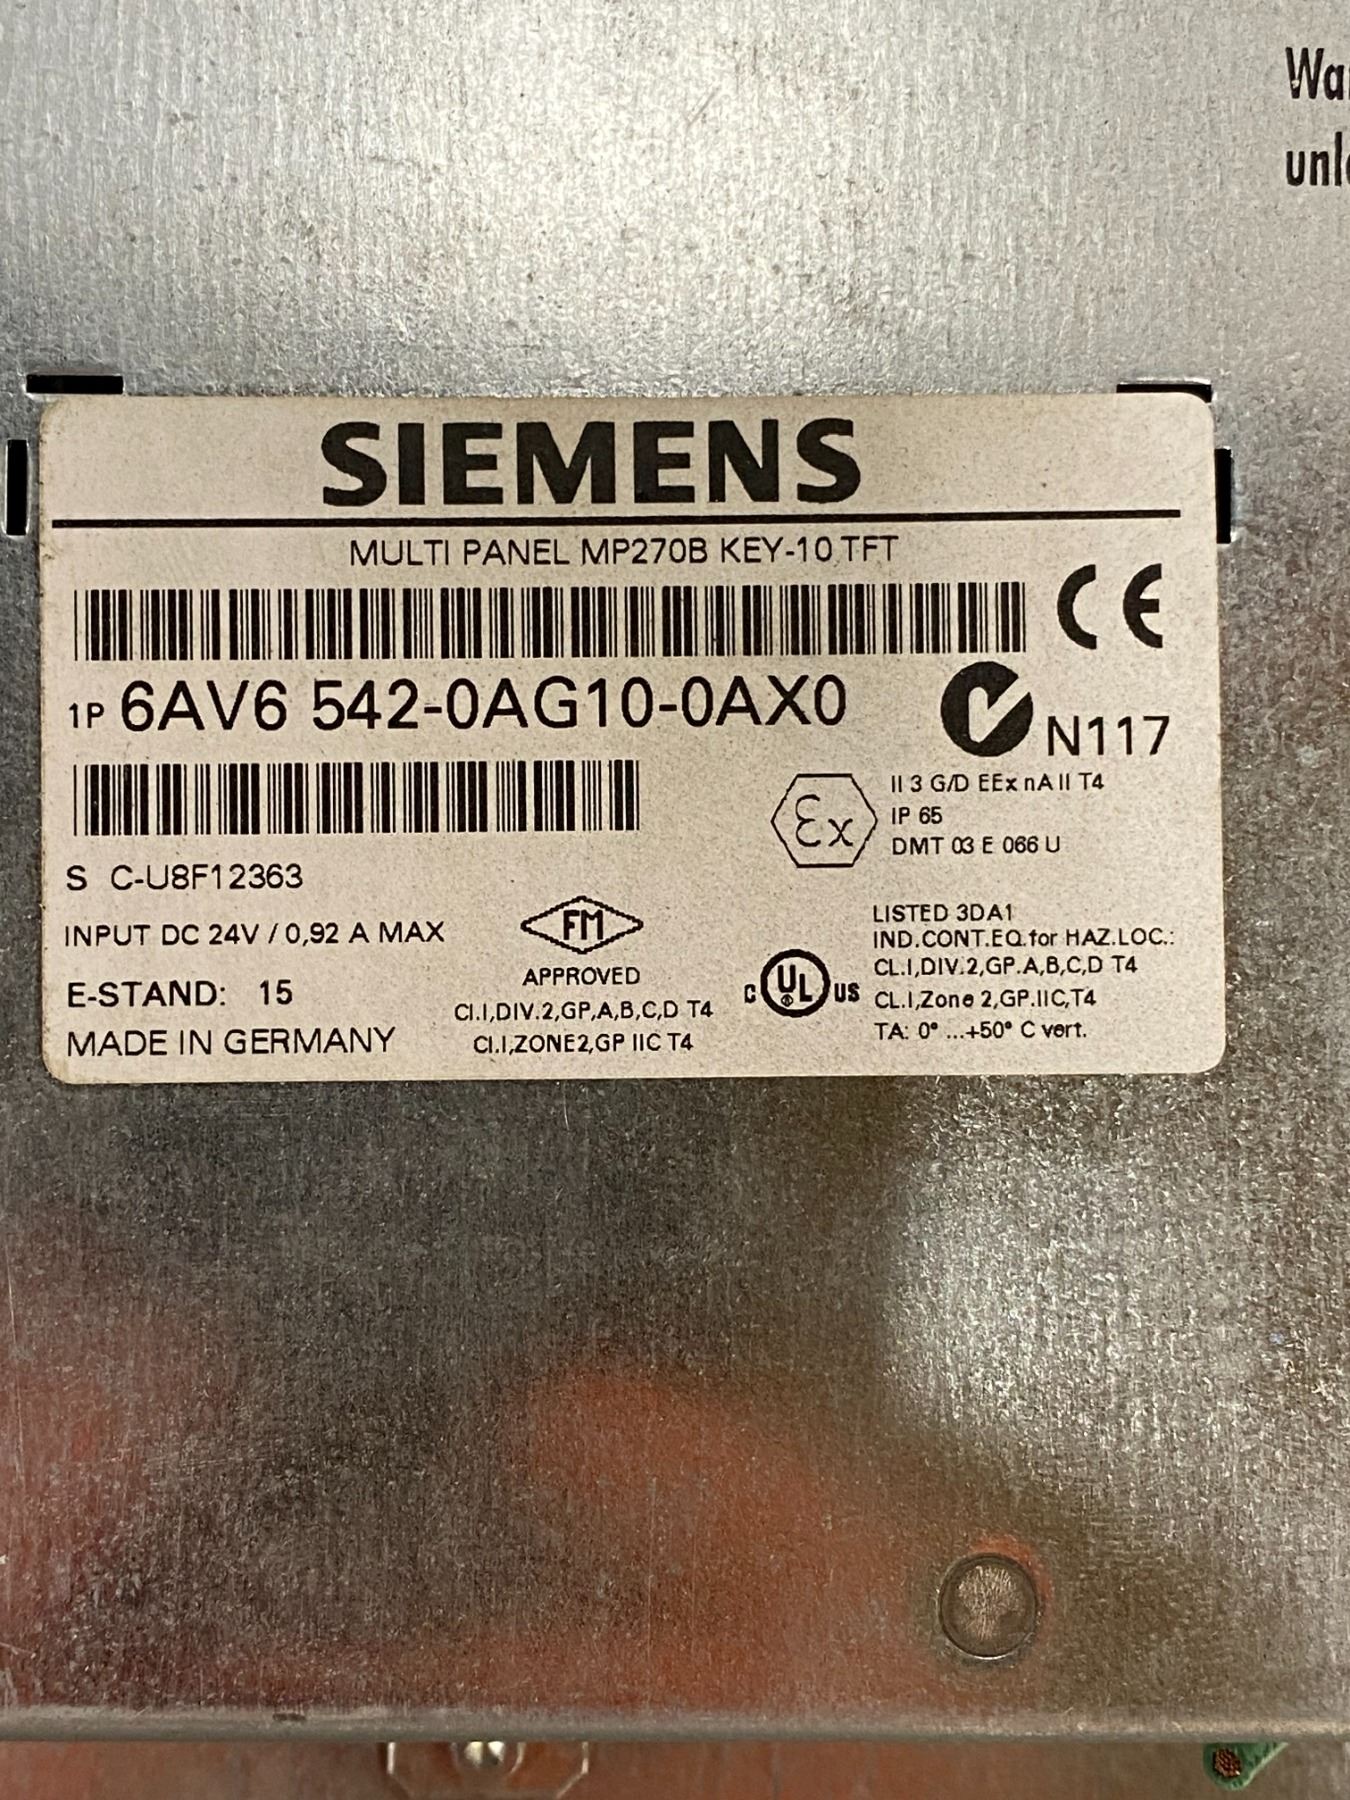 Wa
unl
SIEMENS
MULTI PANEL MP270B KEY-10 TFT
CE
1P 6AV6 542-0AG10-0AX0
N117
Ex
II 3 G/D EEx nA II T4
IP 65
DMT 03 E 066 U
S C-U8F12363
INPUT DC 24V / 0,92 A MAX
E-STAND: 15
MADE IN GERMANY
FM
APPROVED
Cl.I,DIV.2,GP,A,B,C,D T4
Cl.I,ZONE2,GP IIC T4
C UL US
LISTED 3DA1
IND.CONT.EQ.for HAZ.LOC.:
CL.I,DIV.2,GP.A,B,C,D T4
CL.I,Zone 2,GP.IIC,T4
TA: 0° ...+50° C vert.